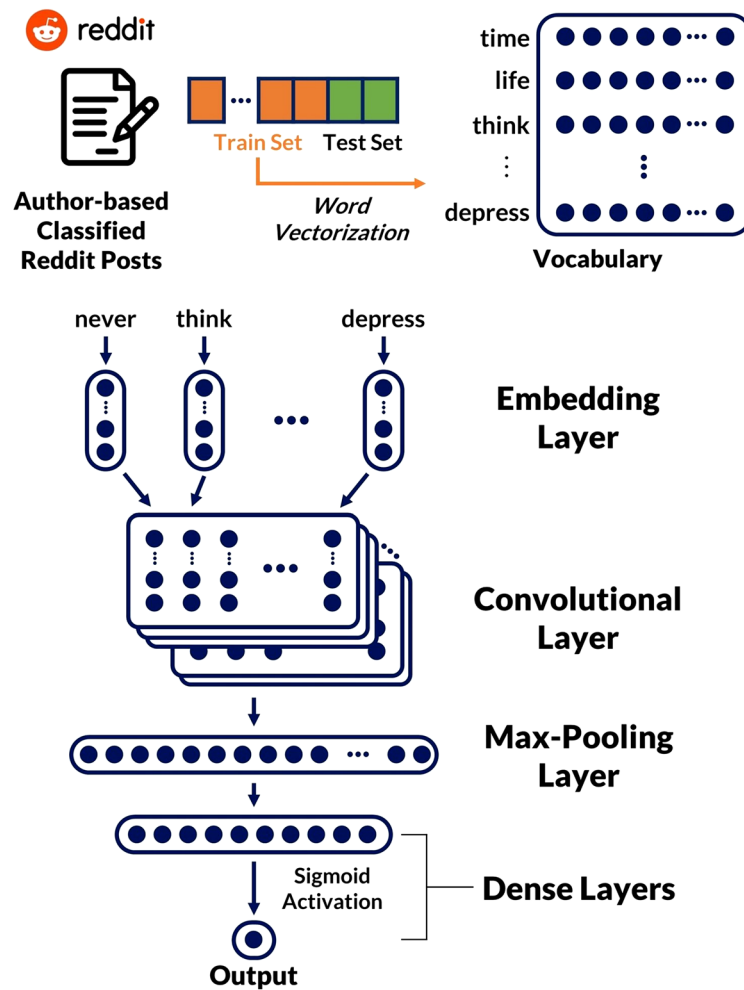 reddit
Author-based
Classified
Reddit Posts
Train Set
Test Set
Word
Vectorization
time
life
think
depress
Vocabulary
never
think
depress
Embedding
Layer
Convolutional
Layer
Max-Pooling
Layer
Sigmoid
Activation
Dense Layers
Output